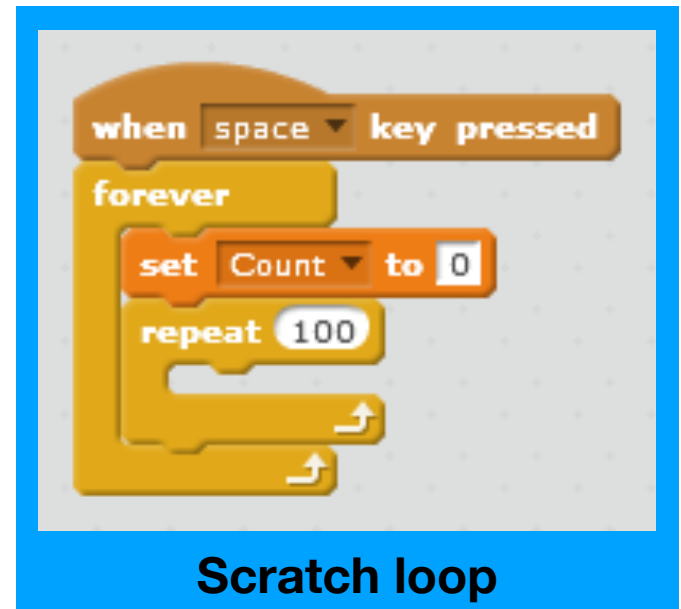 when space key pressed
forever
set Count to 0
repeat 100
Scratch loop